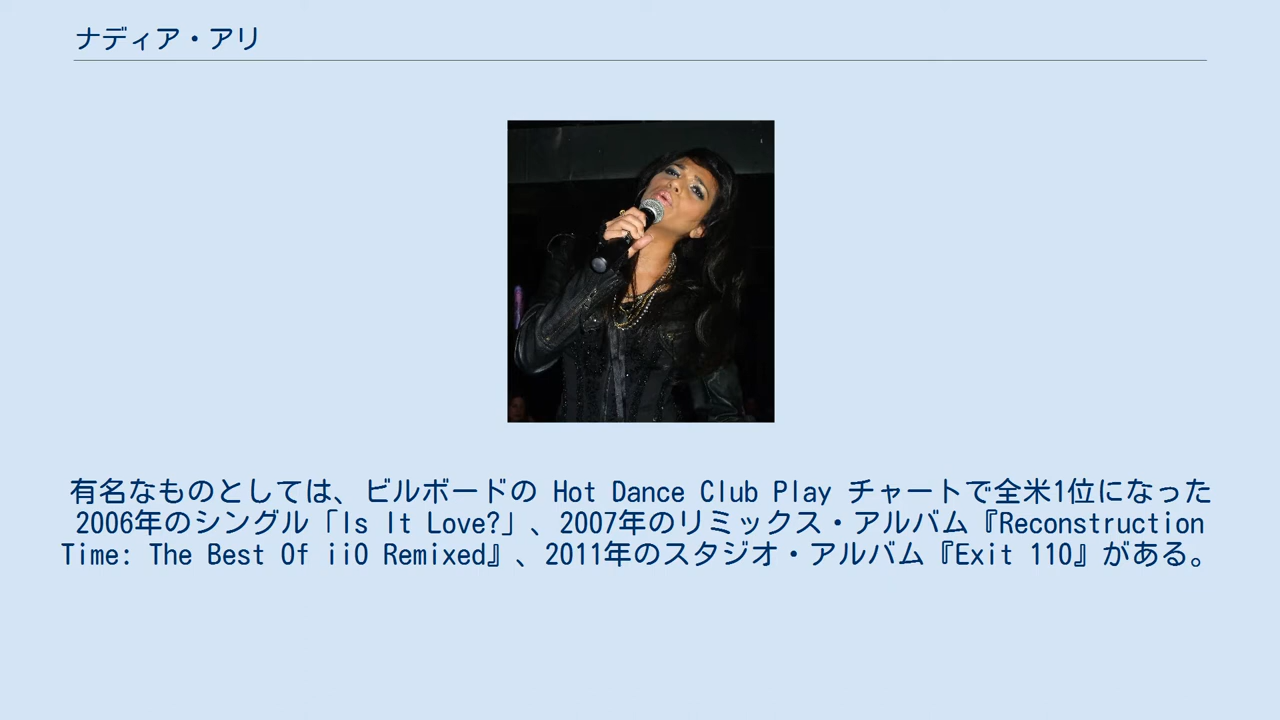 ナディア・アリ
有名なものとしては、ビルボードの Hot Dance Club Play チャートで全米1位になった
2006年のシングル「Is It Love?」、2007年のリミックス・アルバム『Reconstruction
Time: The Best Of iiO Remixed』、2011年のスタジオ・アルバム『Exit 110』がある。